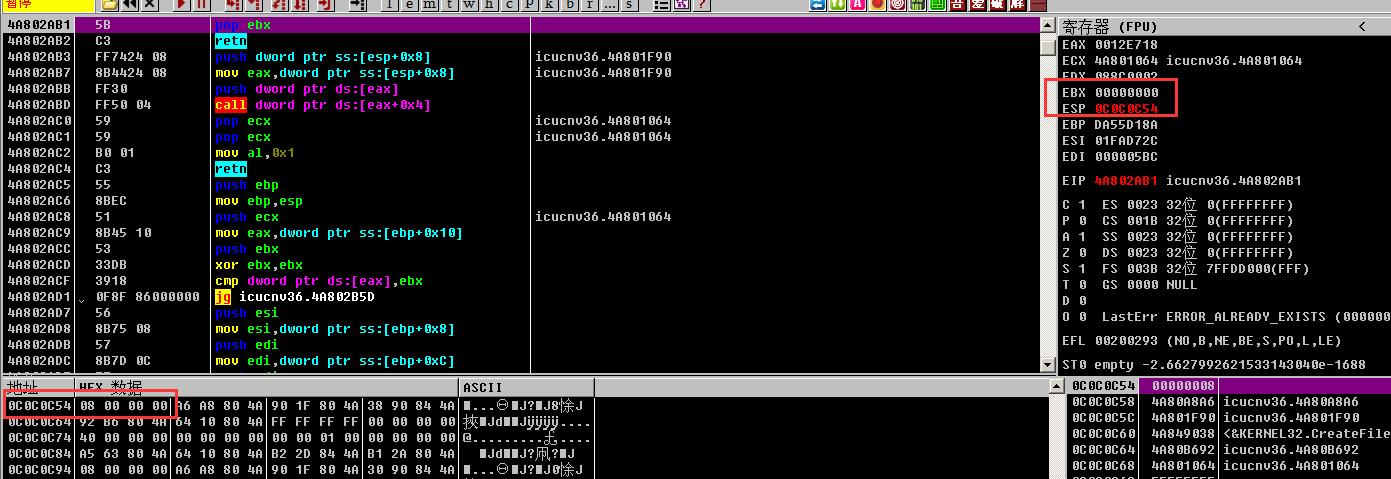 暂停
l e m t w h c p k b r ... s
4A802AB1 5B pop ebx
4A802AB2 C3 retn
4A802AB3 FF7424 08 push dword ptr ss:[esp+0x8] icucnv36.4A801F90
4A802AB7 8B4424 08 mov eax,dword ptr ss:[esp+0x8] icucnv36.4A801F90
4A802ABB FF30 push dword ptr ds:[eax]
4A802ABD FF50 04 call dword ptr ds:[eax+0x4]
4A802AC0 59 pop ecx icucnv36.4A801064
4A802AC1 59 pop ecx icucnv36.4A801064
4A802AC2 B0 01 mov al,0x1
4A802AC4 C3 retn
4A802AC5 55 push ebp
4A802AC6 8BEC mov ebp,esp
4A802AC8 51 push ecx icucnv36.4A801064
4A802AC9 8B45 10 mov eax,dword ptr ss:[ebp+0x10]
4A802ACC 53 push ebx
4A802ACD 33DB xor ebx,ebx
4A802ACF 3918 cmp dword ptr ds:[eax],ebx
4A802AD1 0F8F 86000000 jg icucnv36.4A802B5D
4A802AD7 56 push esi
4A802AD8 8B75 08 mov esi,dword ptr ss:[ebp+0x8]
4A802ADB 57 push edi
4A802ADC 8B7D 0C mov edi,dword ptr ss:[ebp+0xC]
寄存器 (FPU) <
EAX 0012E718
ECX 4A801064 icucnv36.4A801064
EDX 088C0002
EBX 00000000
ESP 0C0C0C54
EBP DA55D18A
ESI 01FAD72C
EDI 000005BC
EIP 4A802AB1 icucnv36.4A802AB1
C 1 ES 0023 32位 0(FFFFFFFF)
P 0 CS 001B 32位 0(FFFFFFFF)
A 1 SS 0023 32位 0(FFFFFFFF)
Z 0 DS 0023 32位 0(FFFFFFFF)
S 1 FS 003B 32位 7FFDD000(FFF)
T 0 GS 0000 NULL
D 0
O 0 LastErr ERROR_ALREADY_EXISTS (000000
EFL 00200293 (NO,B,NE,BE,S,PO,L,LE)
ST0 empty -2.6627992621533143040e-1688
地址 HEX 数据 ASCII
0C0C0C54 08 00 00 00 A6 A8 80 4A 90 1F 80 4A 38 90 84 4A
0C0C0C64 92 B6 80 4A 64 10 80 4A FF FF FF FF 00 00 00 00
0C0C0C74 40 00 00 00 00 00 00 00 00 00 01 00 00 00 00 00
0C0C0C84 A5 63 80 4A 64 10 80 4A B2 2D 84 4A B1 2A 80 4A
0C0C0C94 08 00 00 00 A6 A8 80 4A 90 1F 80 4A 30 90 84 4A
0C0C0C54 00000008
0C0C0C58 4A80A8A6 icucnv36.4A80A8A6
0C0C0C5C 4A801F90 icucnv36.4A801F90
0C0C0C60 4A849038 <&KERNEL32.CreateFile
0C0C0C64 4A80B692 icucnv36.4A80B692
0C0C0C68 4A801064 icucnv36.4A801064